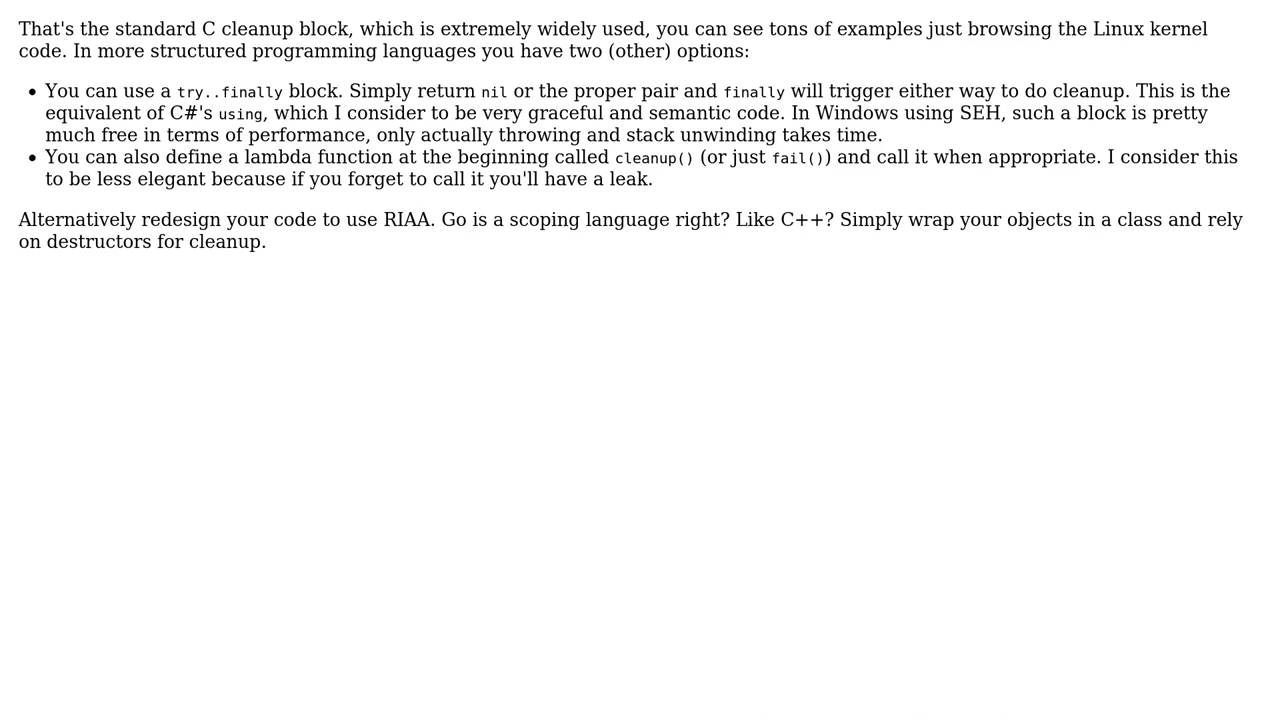 That's the standard C cleanup block, which is extremely widely used, you can see tons of examples just browsing the Linux kernel
code. In more structured programming languages you have two (other) options:
• You can use a try..finally block. Simply return nil or the proper pair and finally will trigger either way to do cleanup. This is the
equivalent of C#'s using, which I consider to be very graceful and semantic code. In Windows using SEH, such a block is pretty
much free in terms of performance, only actually throwing and stack unwinding takes time.
• You can also define a lambda function at the beginning called cleanup() (or just fail()) and call it when appropriate. I consider this
to be less elegant because if you forget to call it you'll have a leak.
Alternatively redesign your code to use RIAA. Go is a scoping language right? Like C++? Simply wrap your objects in a class and rely
on destructors for cleanup.